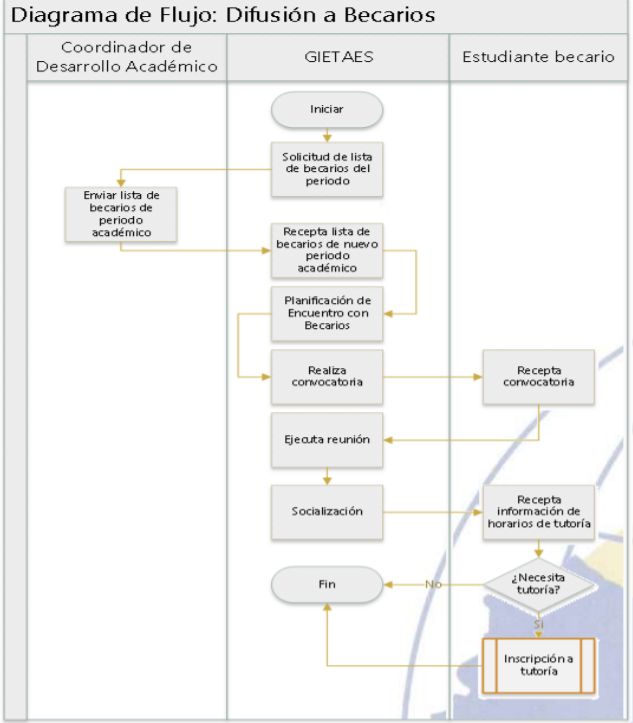 Diagrama de Flujo: Difusión a Becarios
Coordinador de
Desarrollo Académico
GIETAES
Estudiante becario
Iniciar
Solicitud de lista
de becarios del
periodo
Enviar lista de
becarios de
periodo
académico
Recepta lista de
becarios de nuevo
periodo
académico
Planificación de
Encuentro con
Becarios
Realiza
convocatoria
Recepta
convocatoria
Ejecuta reunión
Socialización
Recepta
información de
horarios de tutoría
¿Necesita
tutoría?
No
Fin
Si
Inscripción a
tutoría